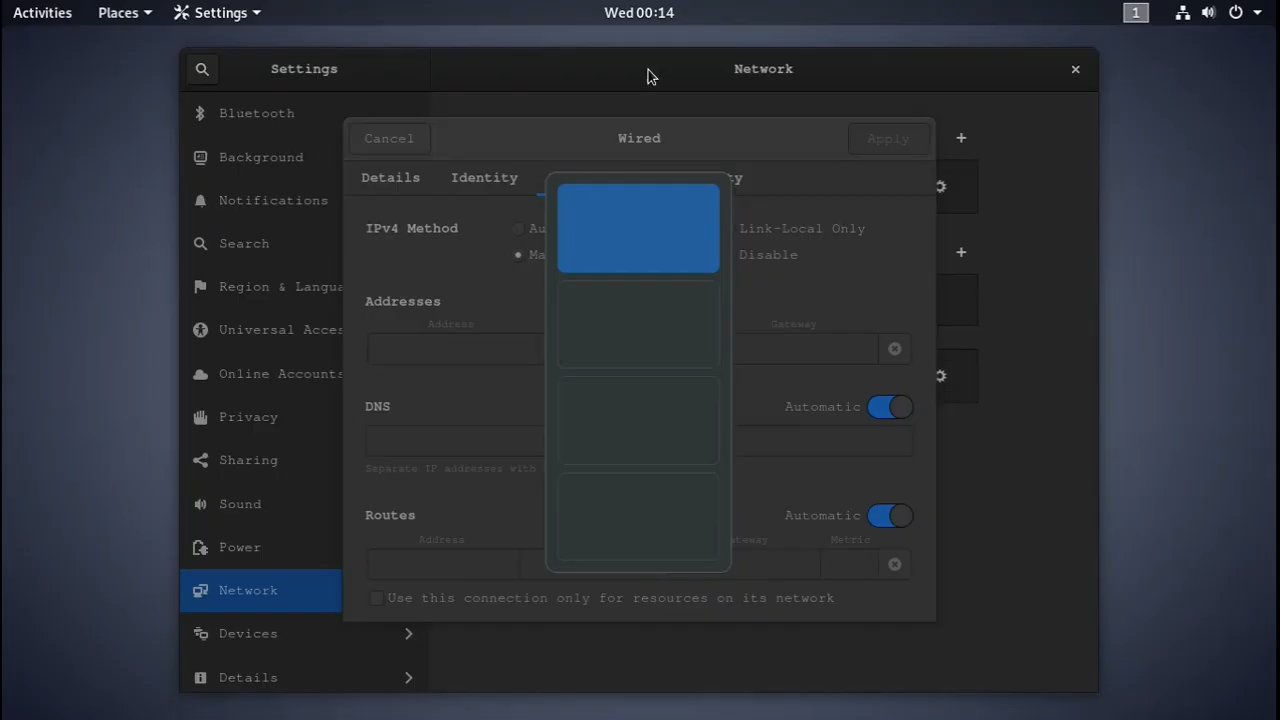 Activities Places Settings Wed 00:14 1
Settings Network
Bluetooth
Background
Notifications
Search
Region & Langua
Universal Acces
Online Accounts
Privacy
Sharing
Sound
Power
Network
Devices
Details
Cancel Wired Apply
Details Identity ty
IPv4 Method Au Link-Local Only
Ma Disable
Addresses
Address Gateway
DNS Automatic
Separate IP addresses with
Routes Automatic
Address teway Metric
Use this connection only for resources on its network